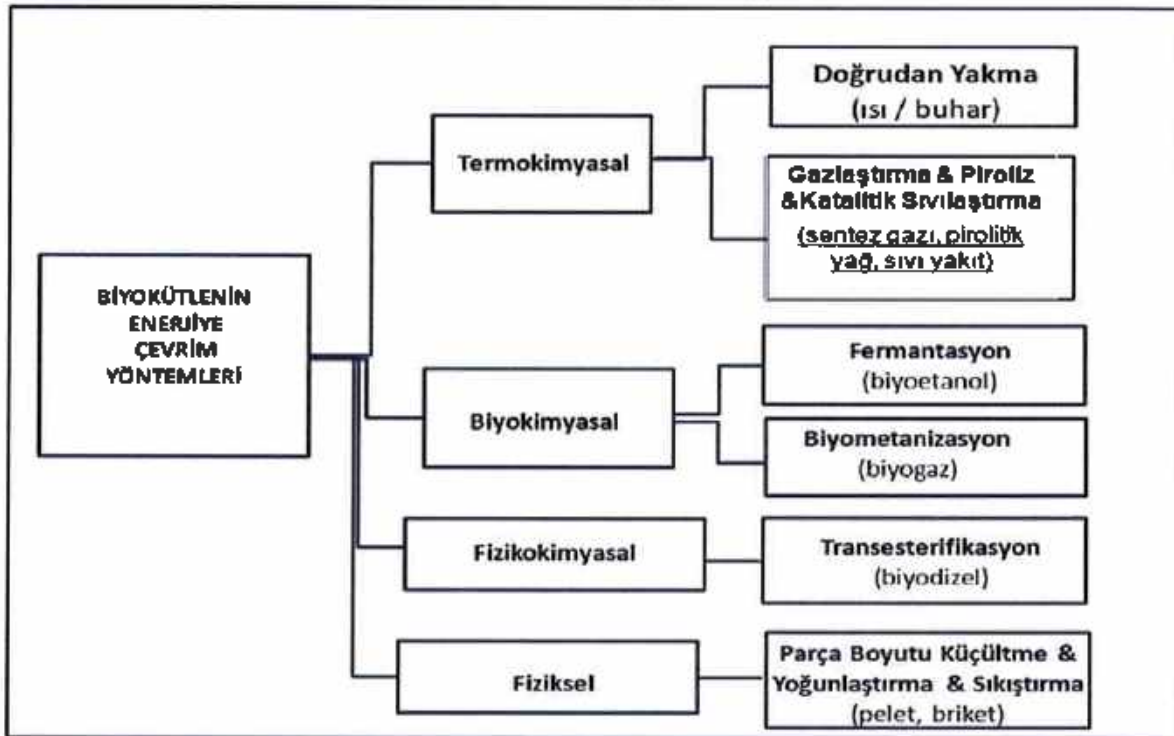 BİYOKÜTLENİN
ENERJİYE
ÇEVRİM
YÖNTEMLERİ
Termokimyasal
Doğrudan Yakma
(ısı / buhar)
Gazlaştırma & Piroliz
&Katalitik Sıvılaştırma
(sentez gazı, pirolitik
yağ, sıvı yakıt)
Biyokimyasal
Fermantasyon
(biyoetanol)
Biyometanizasyon
(biyogaz)
Fizikokimyasal
Transesterifikasyon
(biyodizel)
Fiziksel
Parça Boyutu Küçültme &
Yoğunlaştırma & Sıkıştırma
(pelet, briket)